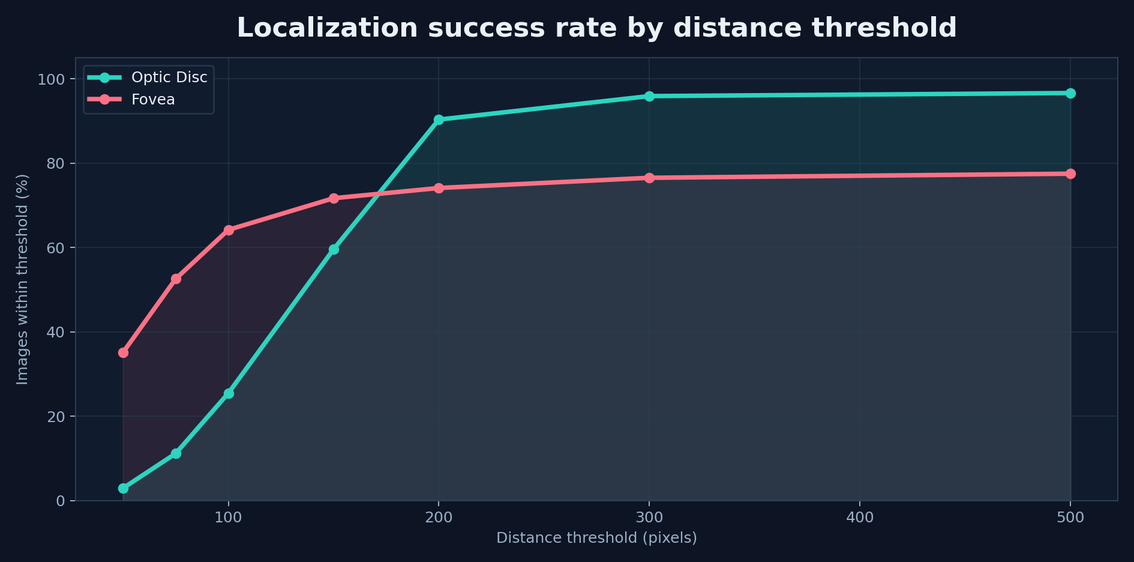 Localization success rate by distance threshold
Optic Disc
Fovea
100
80
60
40
20
0
Images within threshold (%)
100 200 300 400 500
Distance threshold (pixels)